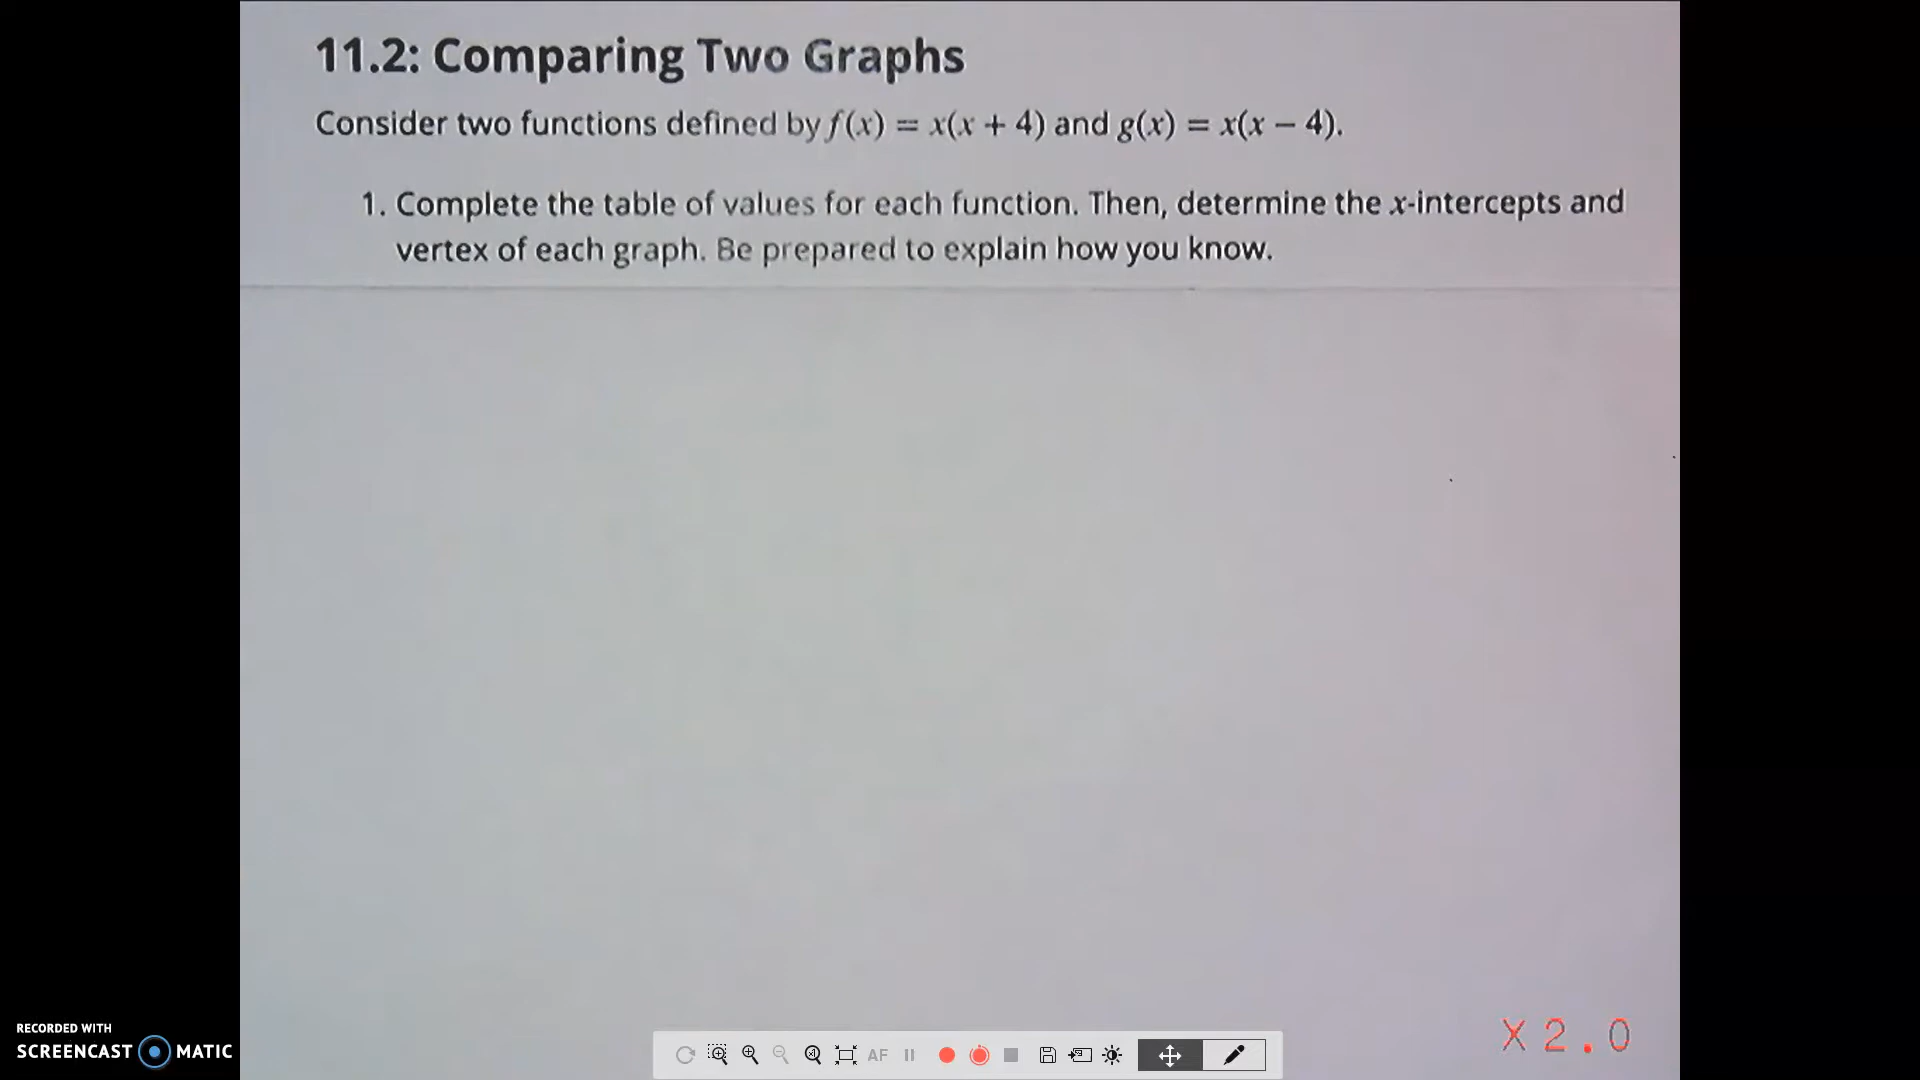 11.2: Comparing Two Graphs
Consider two functions defined by f(x) = x(x + 4) and g(x) = x(x − 4).
1. Complete the table of values for each function. Then, determine the x-intercepts and
vertex of each graph. Be prepared to explain how you know.
X2.0
AF
RECORDED WITH
SCREENCAST MATIC